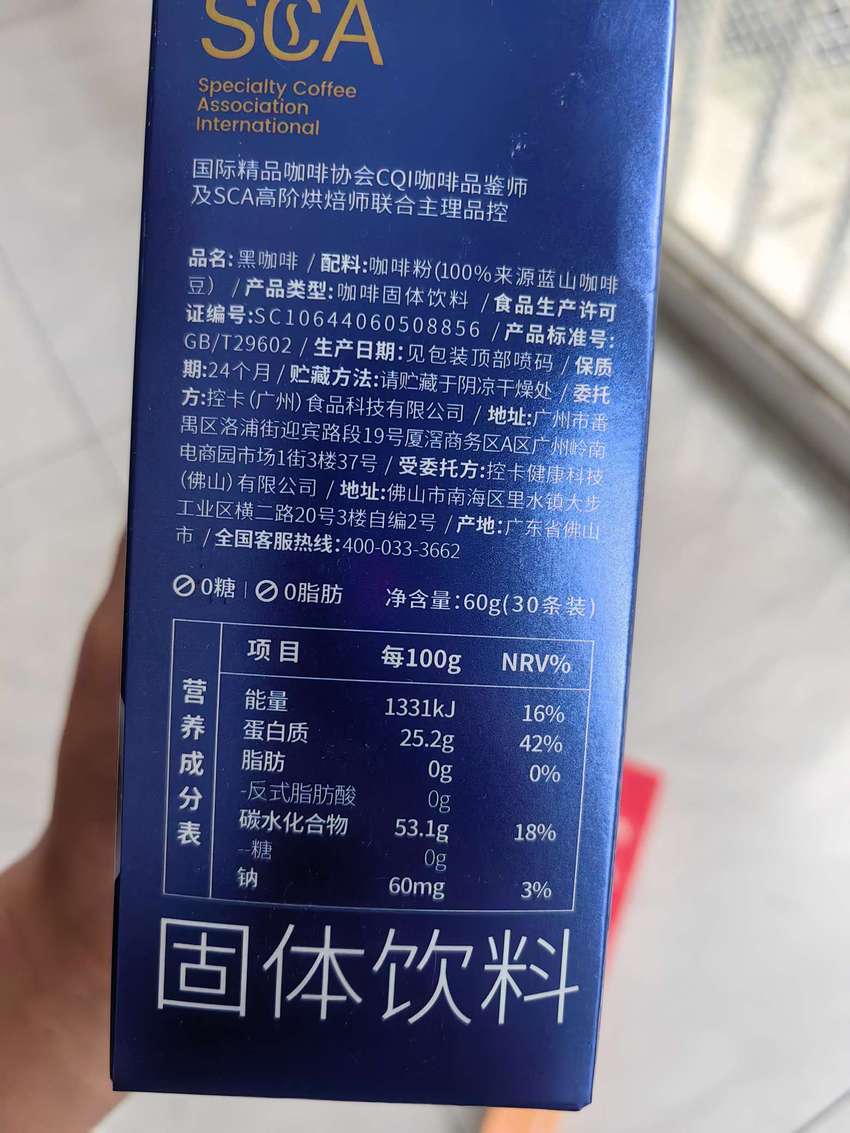 SCA
Specialty Coffee
Association
International
国际精品咖啡协会CQI咖啡品鉴师
及SCA高阶烘焙师联合主理品控
品名:黑咖啡 / 配料:咖啡粉(100%来源蓝山咖啡
豆) / 产品类型:咖啡固体饮料 / 食品生产许可
证编号:SC10644060508856 / 产品标准号:
GB/T29602 / 生产日期:见包装顶部喷码 / 保质
期:24个月 / 贮藏方法:请贮藏于阴凉干燥处 / 委托
方:控卡(广州)食品科技有限公司 / 地址:广州市番
禺区洛浦街迎宾路段19号厦滘商务区A区广州岭南
电商园市场1街3楼37号 / 受委托方:控卡健康科技
(佛山)有限公司 / 地址:佛山市南海区里水镇大步
工业区横二路20号3楼自编2号 / 产地:广东省佛山
市 / 全国客服热线:400-033-3662
0糖 | 0脂肪 净含量:60g(30条装)
营养成分表
项目 每100g NRV%
能量 1331kJ 16%
蛋白质 25.2g 42%
脂肪 0g 0%
-反式脂肪酸 0g
碳水化合物 53.1g 18%
--糖 0g
钠 60mg 3%
固体饮料